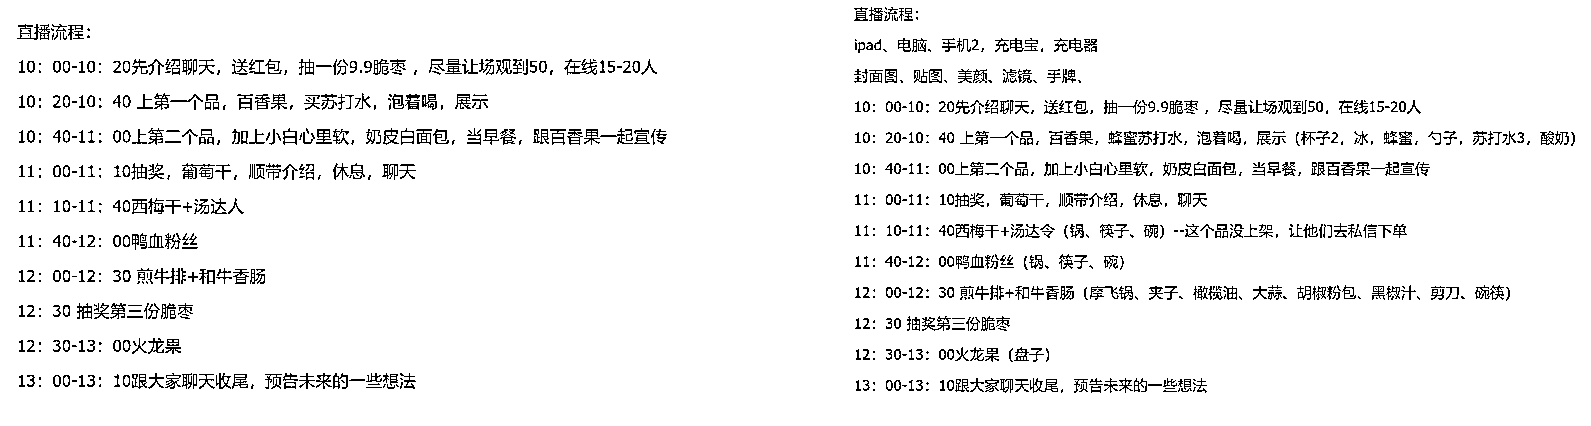 直播流程：
10：00-10：20先介绍聊天，送红包，抽一份9.9脆枣 ，尽量让场观到50，在线15-20人
10：20-10：40 上第一个品，百香果，买苏打水，泡着喝，展示
10：40-11：00上第二个品，加上小白心里软，奶皮白面包，当早餐，跟百香果一起宣传
11：00-11：10抽奖，葡萄干，顺带介绍，休息，聊天
11：10-11：40西梅干+汤达人
11：40-12：00鸭血粉丝
12：00-12：30 煎牛排+和牛香肠
12：30 抽奖第三份脆枣
12：30-13：00火龙果
13：00-13：10跟大家聊天收尾，预告未来的一些想法
直播流程：
ipad、电脑、手机2，充电宝，充电器
封面图、贴图、美颜、滤镜、手牌、
10：00-10：20先介绍聊天，送红包，抽一份9.9脆枣 ，尽量让场观到50，在线15-20人
10：20-10：40 上第一个品，百香果，蜂蜜苏打水，泡着喝，展示（杯子2，冰，蜂蜜，勺子，苏打水3，酸奶）
10：40-11：00上第二个品，加上小白心里软，奶皮白面包，当早餐，跟百香果一起宣传
11：00-11：10抽奖，葡萄干，顺带介绍，休息，聊天
11：10-11：40西梅干+汤达令（锅、筷子、碗）--这个品没上架，让他们去私信下单
11：40-12：00鸭血粉丝（锅、筷子、碗）
12：00-12：30 煎牛排+和牛香肠（摩飞锅、夹子、橄榄油、大蒜、胡椒粉包、黑椒汁、剪刀、碗筷）
12：30 抽奖第三份脆枣
12：30-13：00火龙果（盘子）
13：00-13：10跟大家聊天收尾，预告未来的一些想法